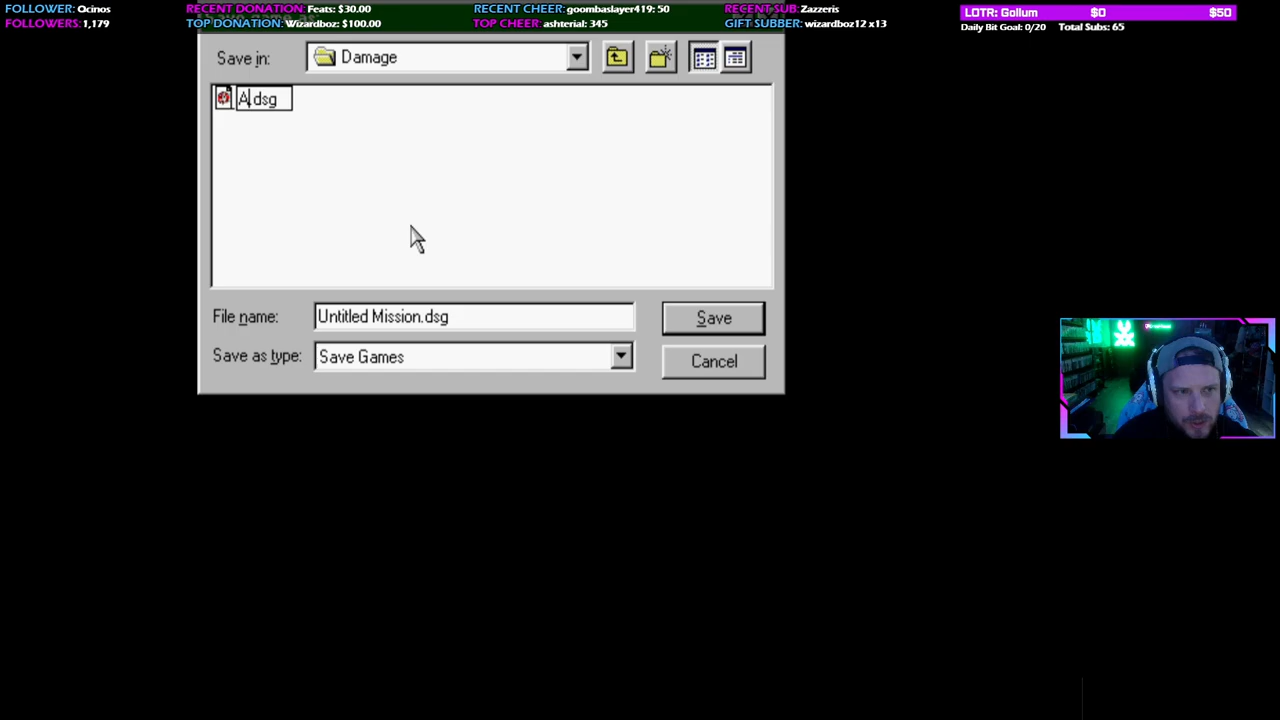 FOLLOWER: Ocinos
FOLLOWERS: 1,179
RECENT DONATION: Feats: $30.00
TOP DONATION: Wizardboz: $100.00
RECENT CHEER: goombaslayer419: 50
TOP CHEER: ashterial: 345
RECENT SUB: Zazzeris
GIFT SUBBER: wizardboz12 x13
LOTR: Gollum $0 $50
Daily Bit Goal: 0/20 Total Subs: 65
Save game as:
Save in: Damage
A.dsg
File name: Untitled Mission.dsg Save
Save as type: Save Games Cancel